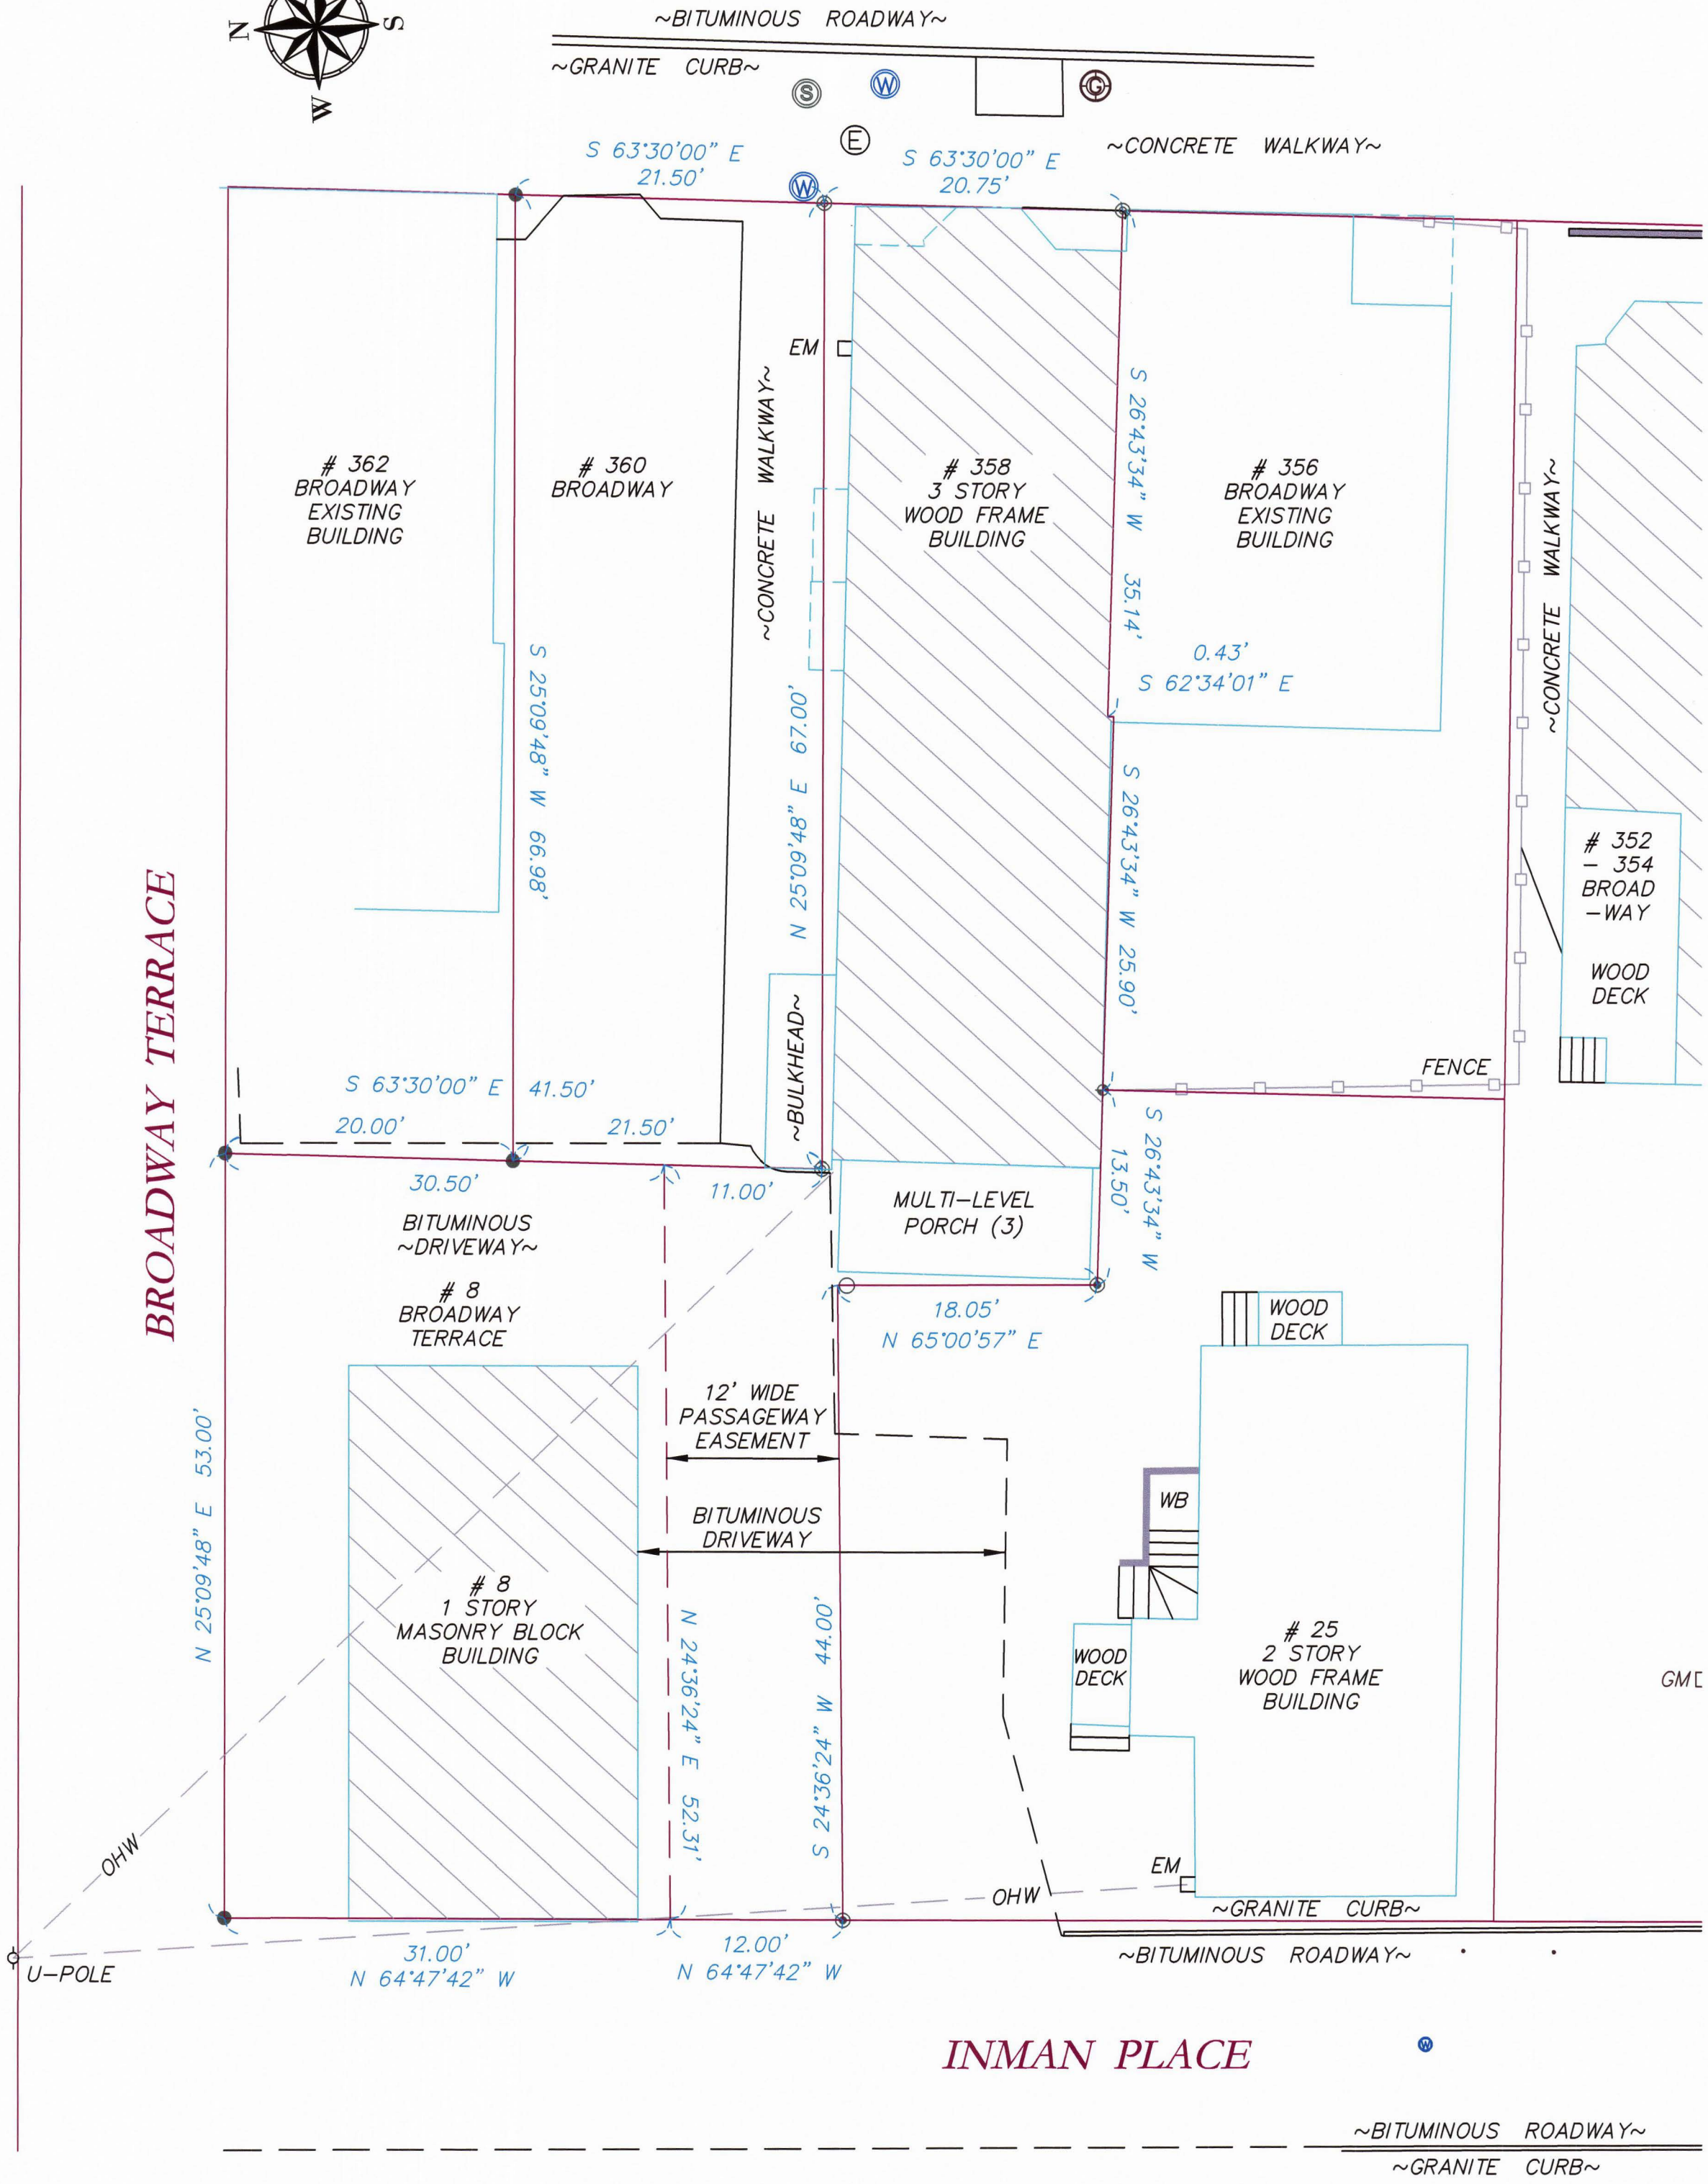 N
S
W
~BITUMINOUS ROADWAY~
~GRANITE CURB~
S
W
G
E
~CONCRETE WALKWAY~
S 63°30'00" E
21.50'
W
S 63°30'00" E
20.75'
EM
~CONCRETE WALKWAY~
# 362
BROADWAY
EXISTING
BUILDING
# 360
BROADWAY
# 358
3 STORY
WOOD FRAME
BUILDING
# 356
BROADWAY
EXISTING
BUILDING
S 26°43'34" W 35.14'
~CONCRETE WALKWAY~
0.43'
S 62°34'01" E
S 25°09'48" W 66.98'
N 25°09'48" E 67.00'
S 26°43'34" W 25.90'
# 352
- 354
BROAD
-WAY
WOOD
DECK
BROADWAY TERRACE
~BULKHEAD~
FENCE
S 63°30'00" E 41.50'
20.00'
21.50'
30.50'
11.00'
S 26°43'34" W
13.50'
MULTI-LEVEL
PORCH (3)
BITUMINOUS
~DRIVEWAY~
# 8
BROADWAY
TERRACE
18.05'
N 65°00'57" E
WOOD
DECK
12' WIDE
PASSAGEWAY
EASEMENT
N 25°09'48" E 53.00'
WB
BITUMINOUS
DRIVEWAY
# 8
1 STORY
MASONRY BLOCK
BUILDING
N 24°36'24" E 52.31'
S 24°36'24" W 44.00'
WOOD
DECK
# 25
2 STORY
WOOD FRAME
BUILDING
OHW
EM
OHW
~GRANITE CURB~
31.00'
N 64°47'42" W
12.00'
N 64°47'42" W
~BITUMINOUS ROADWAY~
U-POLE
INMAN PLACE
W
~BITUMINOUS ROADWAY~
~GRANITE CURB~